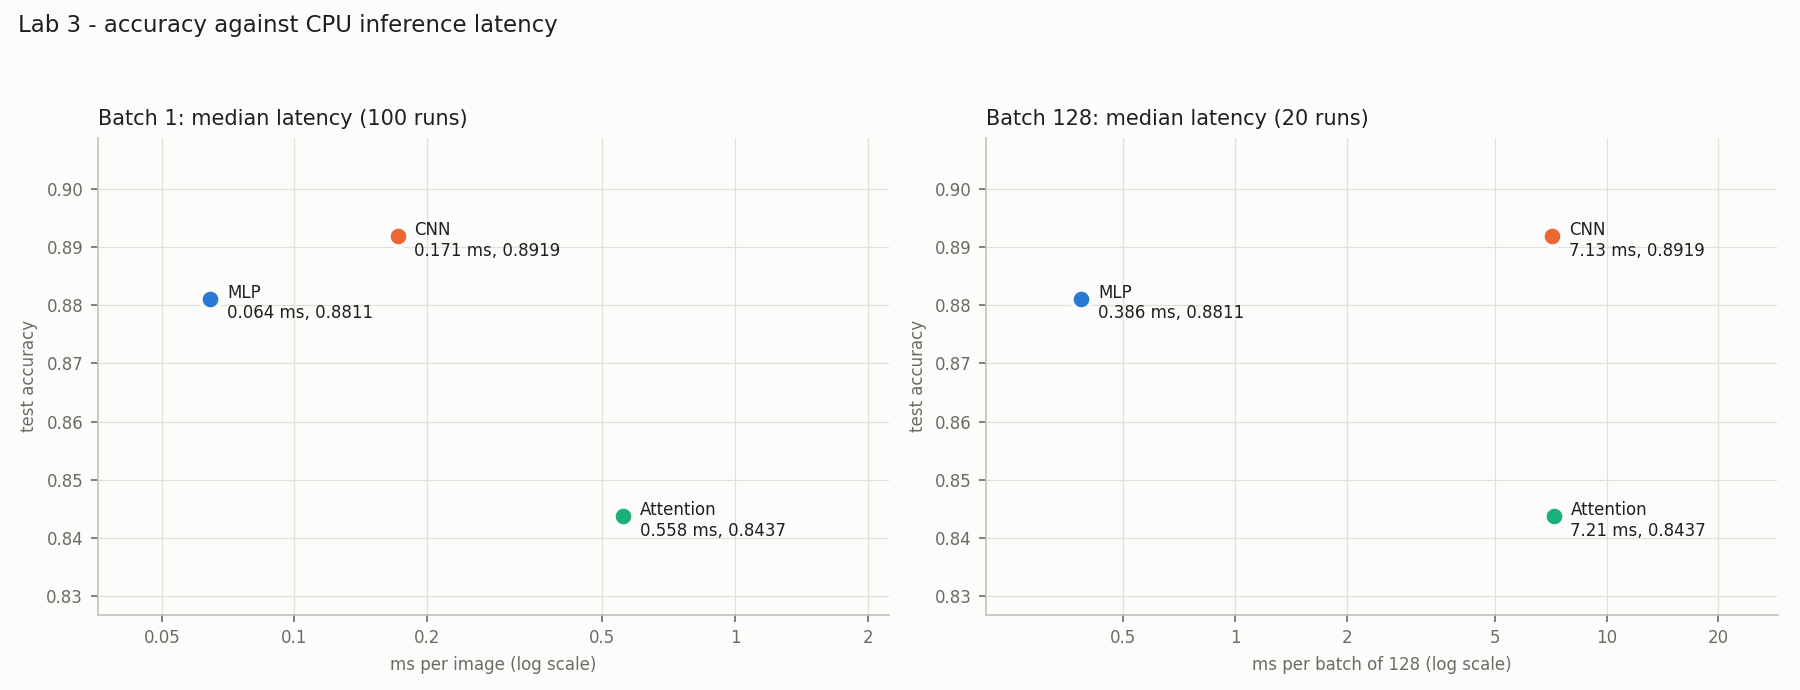 Lab 3 - accuracy against CPU inference latency
Batch 1: median latency (100 runs)
test accuracy
0.90
0.89
0.88
0.87
0.86
0.85
0.84
0.83
CNN
0.171 ms, 0.8919
MLP
0.064 ms, 0.8811
Attention
0.558 ms, 0.8437
0.05 0.1 0.2 0.5 1 2
ms per image (log scale)
Batch 128: median latency (20 runs)
test accuracy
0.90
0.89
0.88
0.87
0.86
0.85
0.84
0.83
CNN
7.13 ms, 0.8919
MLP
0.386 ms, 0.8811
Attention
7.21 ms, 0.8437
0.5 1 2 5 10 20
ms per batch of 128 (log scale)